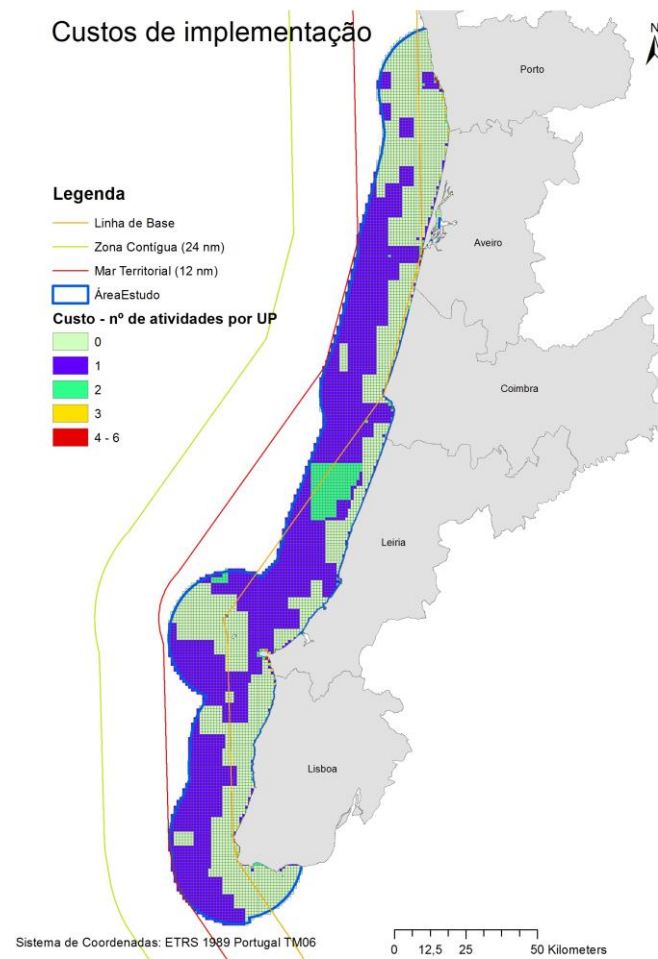 Custos de implementação
N
Porto
Legenda
Linha de Base
Zona Contígua (24 nm)
Mar Territorial (12 nm)
ÁreaEstudo
Custo - nº de atividades por UP
0
1
2
3
4 - 6
Aveiro
Coimbra
Leiria
Lisboa
Sistema de Coordenadas: ETRS 1989 Portugal TM06
0 12,5 25 50 Kilometers